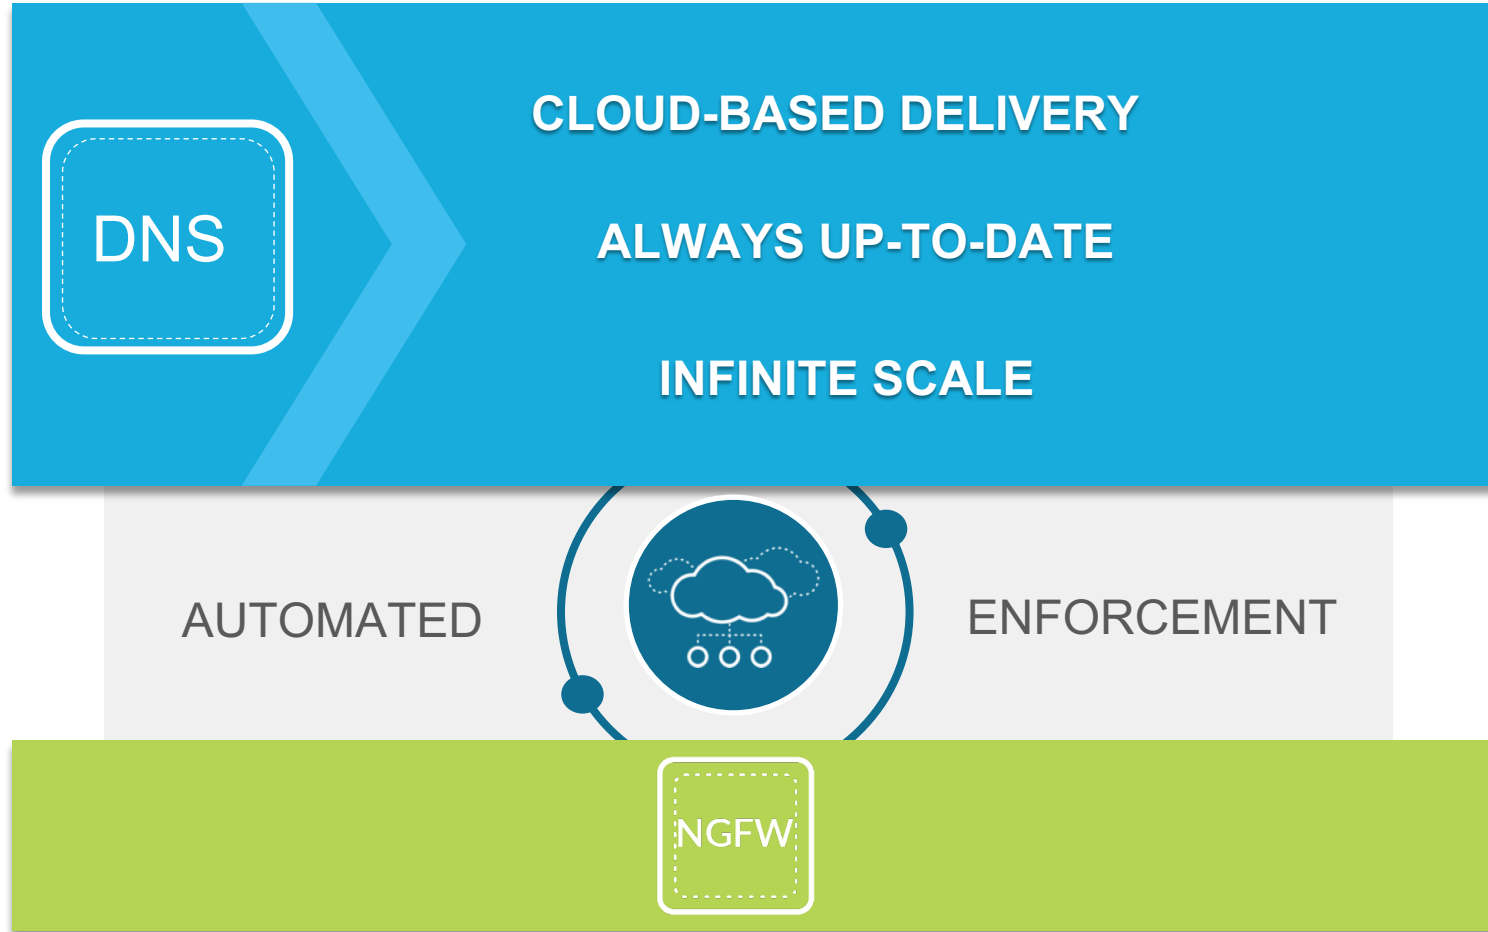 CLOUD-BASED DELIVERY
DNS
ALWAYS UP-TO-DATE
INFINITE SCALE
AUTOMATED
ENFORCEMENT
NGFW